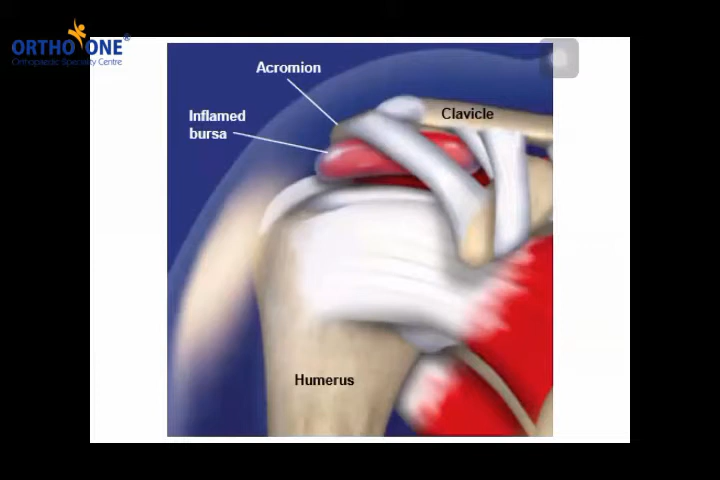 ORTHO ONE®
Orthopaedic Speciality Centre
Acromion
Clavicle
Inflamed
bursa
Humerus